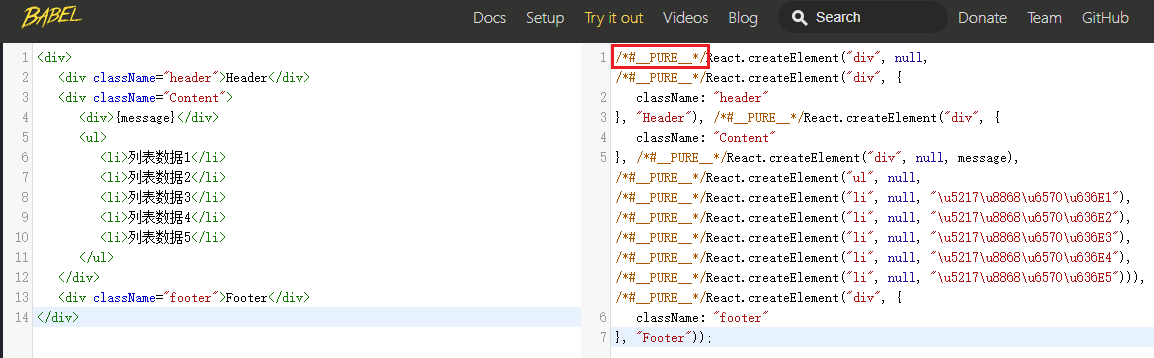 BABEL
Docs Setup Try it out Videos Blog Search Donate Team GitHub
1 <div>
2 <div className="header">Header</div>
3 <div className="Content">
4 <div>{message}</div>
5 <ul>
6 <li>列表数据1</li>
7 <li>列表数据2</li>
8 <li>列表数据3</li>
9 <li>列表数据4</li>
10 <li>列表数据5</li>
11 </ul>
12 </div>
13 <div className="footer">Footer</div>
14 </div>
1 /*#__PURE__*/React.createElement("div", null,
/*#__PURE__*/React.createElement("div", {
2 className: "header"
3 }, "Header"), /*#__PURE__*/React.createElement("div", {
4 className: "Content"
5 }, /*#__PURE__*/React.createElement("div", null, message),
/*#__PURE__*/React.createElement("ul", null,
/*#__PURE__*/React.createElement("li", null, "\u5217\u8868\u6570\u636E1"),
/*#__PURE__*/React.createElement("li", null, "\u5217\u8868\u6570\u636E2"),
/*#__PURE__*/React.createElement("li", null, "\u5217\u8868\u6570\u636E3"),
/*#__PURE__*/React.createElement("li", null, "\u5217\u8868\u6570\u636E4"),
/*#__PURE__*/React.createElement("li", null, "\u5217\u8868\u6570\u636E5"))),
/*#__PURE__*/React.createElement("div", {
6 className: "footer"
7 }, "Footer"));